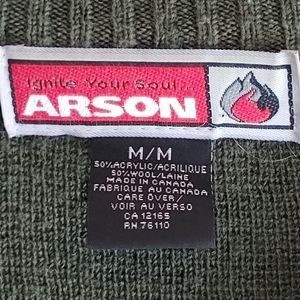 Ignite Your Soul...
ARSON
M/M
50%ACRYLIC/ACRILIQUE
50%WOOL/LAINE
MADE IN CANADA
FABRIQUE AU CANADA
CARE OVER/
VOIR AU VERSO
CA 12165
RN 76110